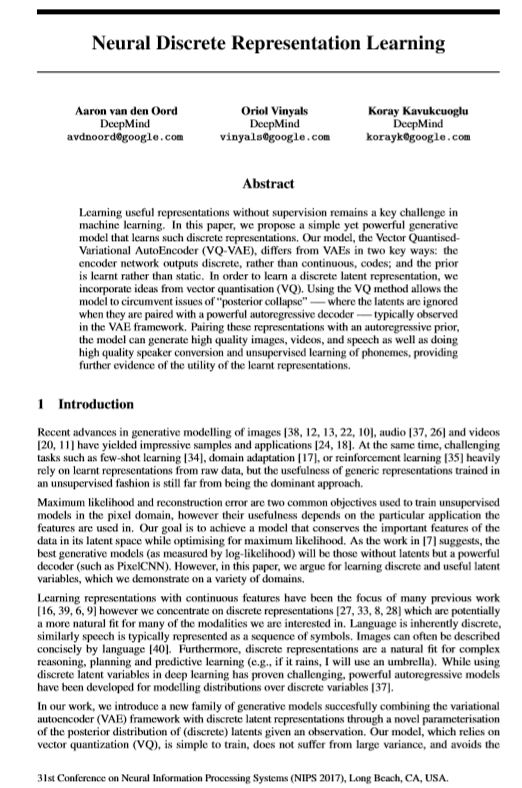 Neural Discrete Representation Learning
Aaron van den Oord
DeepMind
avdnoord@google.com
Oriol Vinyals
DeepMind
vinyals@google.com
Koray Kavukcuoglu
DeepMind
korayk@google.com
Abstract
Learning useful representations without supervision remains a key challenge in
machine learning. In this paper, we propose a simple yet powerful generative
model that learns such discrete representations. Our model, the Vector Quantised-
Variational AutoEncoder (VQ-VAE), differs from VAEs in two key ways: the
encoder network outputs discrete, rather than continuous, codes; and the prior
is learnt rather than static. In order to learn a discrete latent representation, we
incorporate ideas from vector quantisation (VQ). Using the VQ method allows the
model to circumvent issues of "posterior collapse" — where the latents are ignored
when they are paired with a powerful autoregressive decoder — typically observed
in the VAE framework. Pairing these representations with an autoregressive prior,
the model can generate high quality images, videos, and speech as well as doing
high quality speaker conversion and unsupervised learning of phonemes, providing
further evidence of the utility of the learnt representations.
1 Introduction
Recent advances in generative modelling of images [38, 12, 13, 22, 10], audio [37, 26] and videos
[20, 11] have yielded impressive samples and applications [24, 18]. At the same time, challenging
tasks such as few-shot learning [34], domain adaptation [17], or reinforcement learning [35] heavily
rely on learnt representations from raw data, but the usefulness of generic representations trained in
an unsupervised fashion is still far from being the dominant approach.
Maximum likelihood and reconstruction error are two common objectives used to train unsupervised
models in the pixel domain, however their usefulness depends on the particular application the
features are used in. Our goal is to achieve a model that conserves the important features of the
data in its latent space while optimising for maximum likelihood. As the work in [7] suggests, the
best generative models (as measured by log-likelihood) will be those without latents but a powerful
decoder (such as PixelCNN). However, in this paper, we argue for learning discrete and useful latent
variables, which we demonstrate on a variety of domains.
Learning representations with continuous features have been the focus of many previous work
[16, 39, 6, 9] however we concentrate on discrete representations [27, 33, 8, 28] which are potentially
a more natural fit for many of the modalities we are interested in. Language is inherently discrete,
similarly speech is typically represented as a sequence of symbols. Images can often be described
concisely by language [40]. Furthermore, discrete representations are a natural fit for complex
reasoning, planning and predictive learning (e.g., if it rains, I will use an umbrella). While using
discrete latent variables in deep learning has proven challenging, powerful autoregressive models
have been developed for modelling distributions over discrete variables [37].
In our work, we introduce a new family of generative models succesfully combining the variational
autoencoder (VAE) framework with discrete latent representations through a novel parameterisation
of the posterior distribution of (discrete) latents given an observation. Our model, which relies on
vector quantization (VQ), is simple to train, does not suffer from large variance, and avoids the
31st Conference on Neural Information Processing Systems (NIPS 2017), Long Beach, CA, USA.